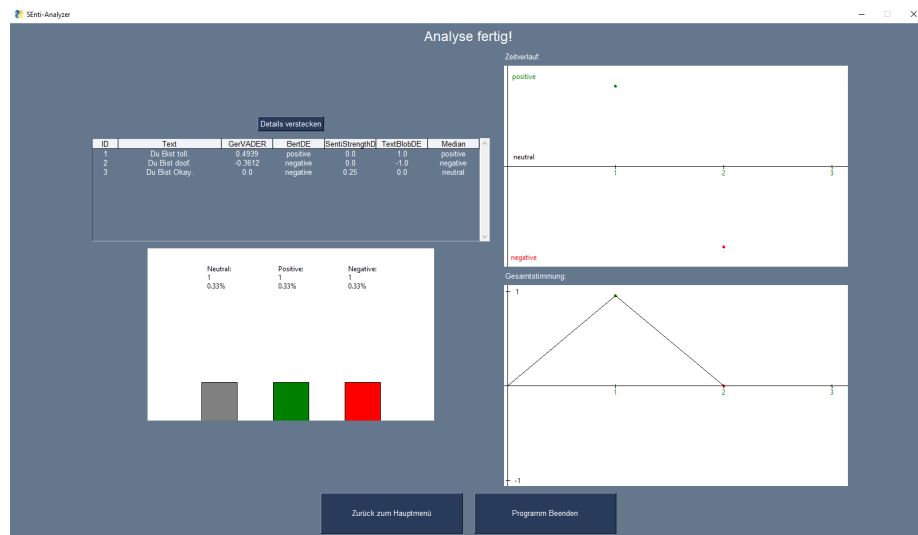 SEnti-Analyzer
Analyse fertig!
Details verstecken
ID Text GerVADER BertDE SentiStrengthD TextBlobDE Median
1 Du Bist toll. 0.4939 positive 0.0 1.0 positive
2 Du Bist doof. -0.3612 negative 0.0 -1.0 negative
3 Du Bist Okay. 0.0 negative 0.25 0.0 neutral
Neutral: Positive: Negative:
1 1 1
0.33% 0.33% 0.33%
Zeitverlauf:
positive
neutral
1 2 3
negative
Gesamtstimmung:
1
1 2 3
-1
Zurück zum Hauptmenü
Programm Beenden